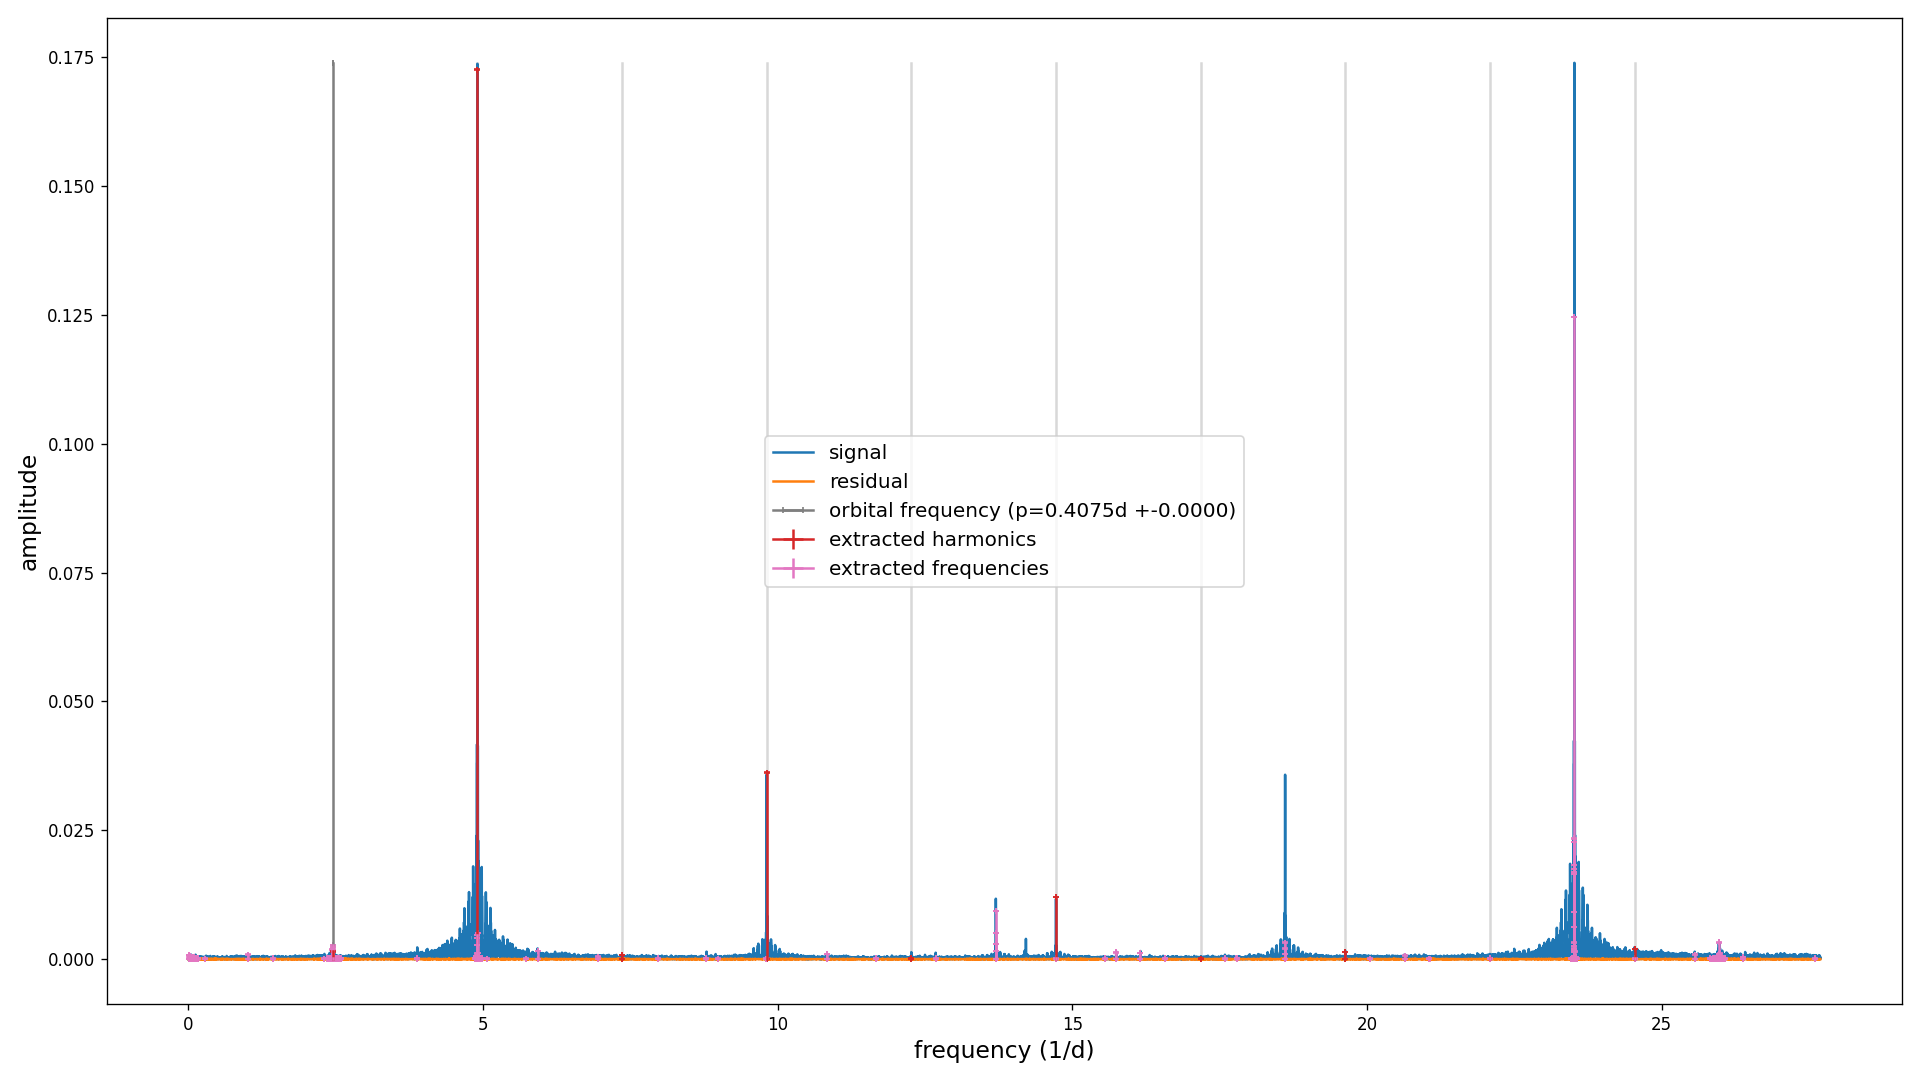 0.175
0.150
0.125
0.100
0.075
0.050
0.025
0.000
amplitude
signal
residual
orbital frequency (p=0.4075d +-0.0000)
extracted harmonics
extracted frequencies
0 5 10 15 20 25
frequency (1/d)